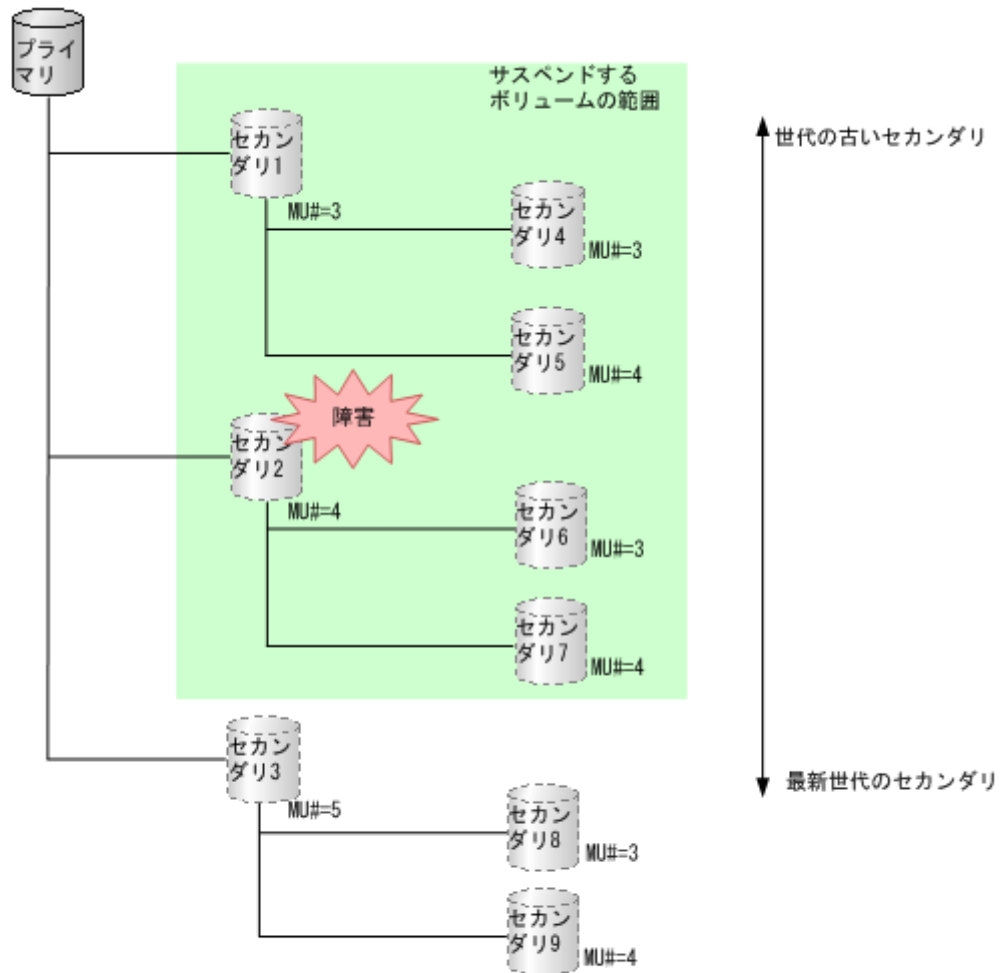 プライ
マリ
サスペンドする
ボリュームの範囲
セカン
ダリ1
MU#=3
世代の古いセカンダリ
セカン
ダリ4
MU#=3
セカン
ダリ5
MU#=4
障害
セカン
ダリ2
MU#=4
セカン
ダリ6
MU#=3
セカン
ダリ7
MU#=4
セカン
ダリ3
MU#=5
最新世代のセカンダリ
セカン
ダリ8
MU#=3
セカン
ダリ9
MU#=4